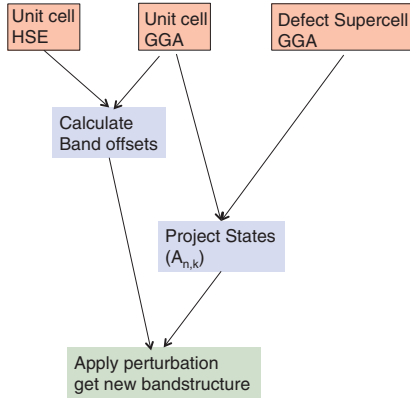 Unit cell
HSE
Unit cell
GGA
Defect Supercell
GGA
Calculate
Band offsets
Project States
(A_{n,k})
Apply perturbation
get new bandstructure